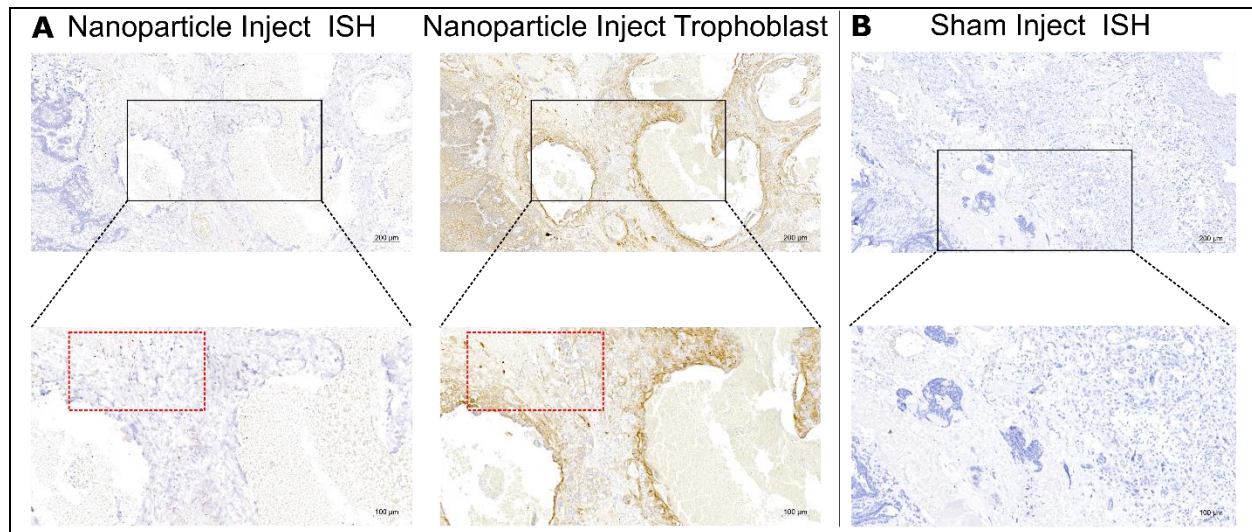 A Nanoparticle Inject ISH
Nanoparticle Inject Trophoblast
B Sham Inject ISH
200 µm
200 µm
200 µm
100 µm
100 µm
100 µm